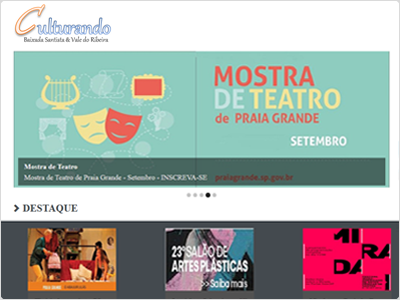 Culturando
Baixada Santista & Vale do Ribeira
MOSTRA
DE TEATRO
de PRAIA GRANDE
SETEMBRO
Mostra de Teatro
Mostra de Teatro de Praia Grande - Setembro - INSCREVA-SE
praiagrande.sp.gov.br
DESTAQUE
23º SALÃO DE
ARTES PLÁSTICAS
>>Saiba mais